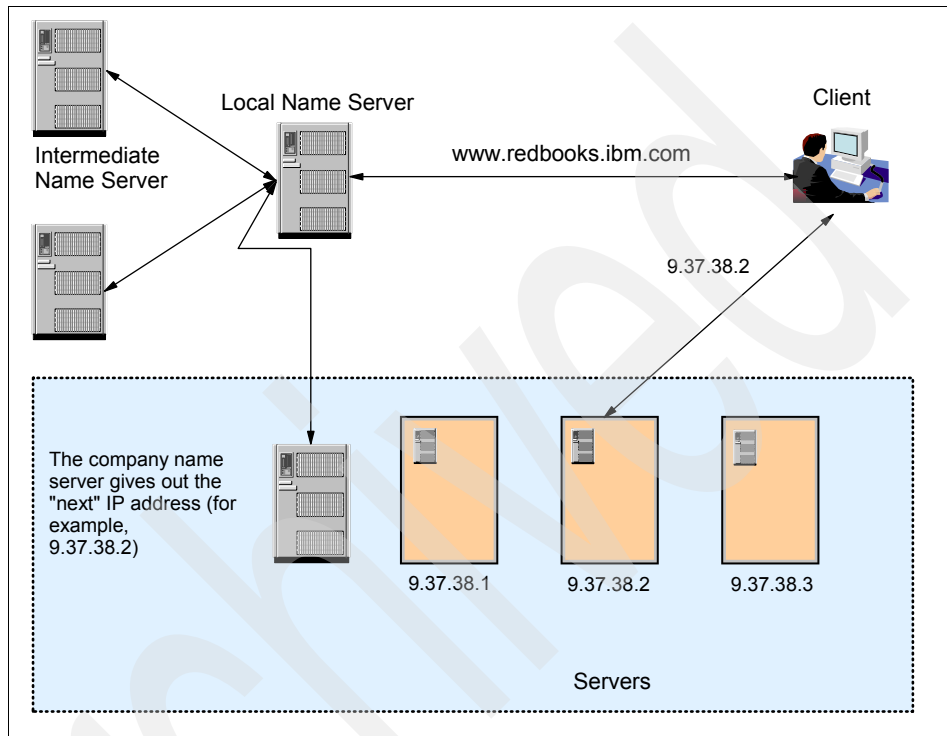 Local Name Server
Client
Intermediate
Name Server
www.redbooks.ibm.com
9.37.38.2
The company name
server gives out the
"next" IP address (for
example,
9.37.38.2)
9.37.38.1
9.37.38.2
9.37.38.3
Servers